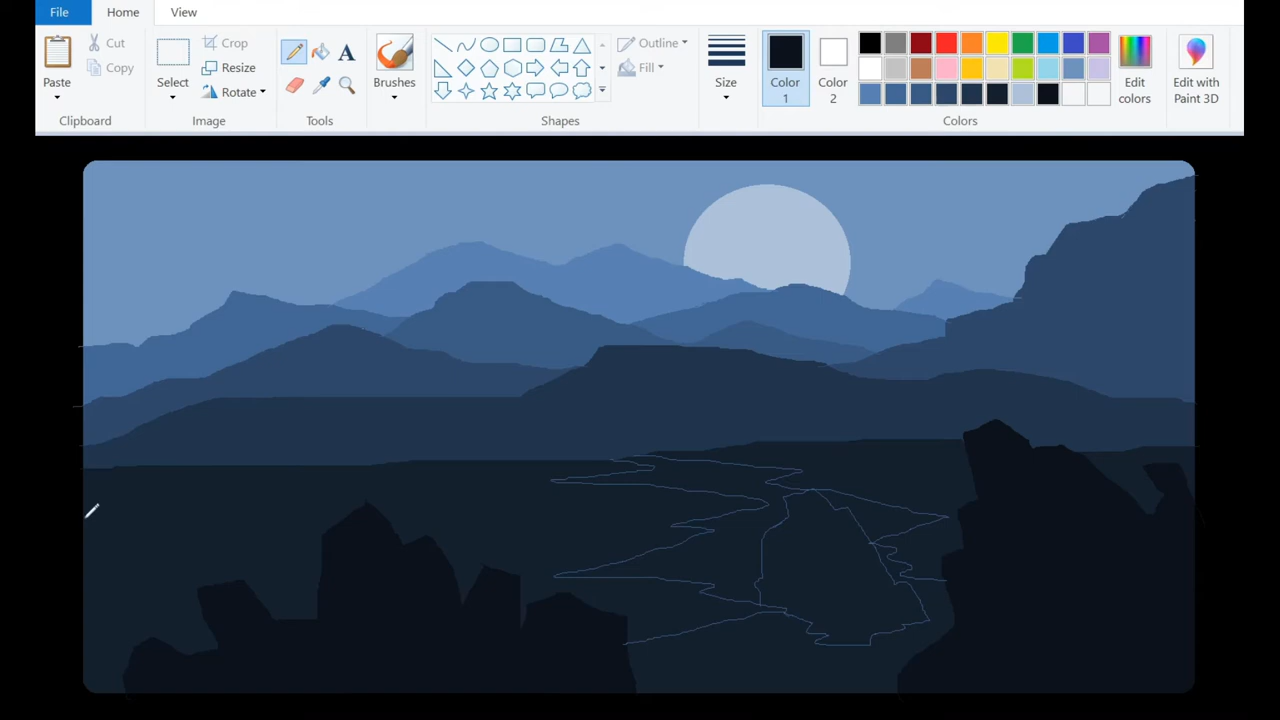 File Home View
Paste
Cut
Copy
Clipboard
Select
Crop
Resize
Rotate
Image
A
Tools
Brushes
Outline
Fill
Shapes
Size
Color
1
Color
2
Edit
colors
Edit with
Paint 3D
Colors